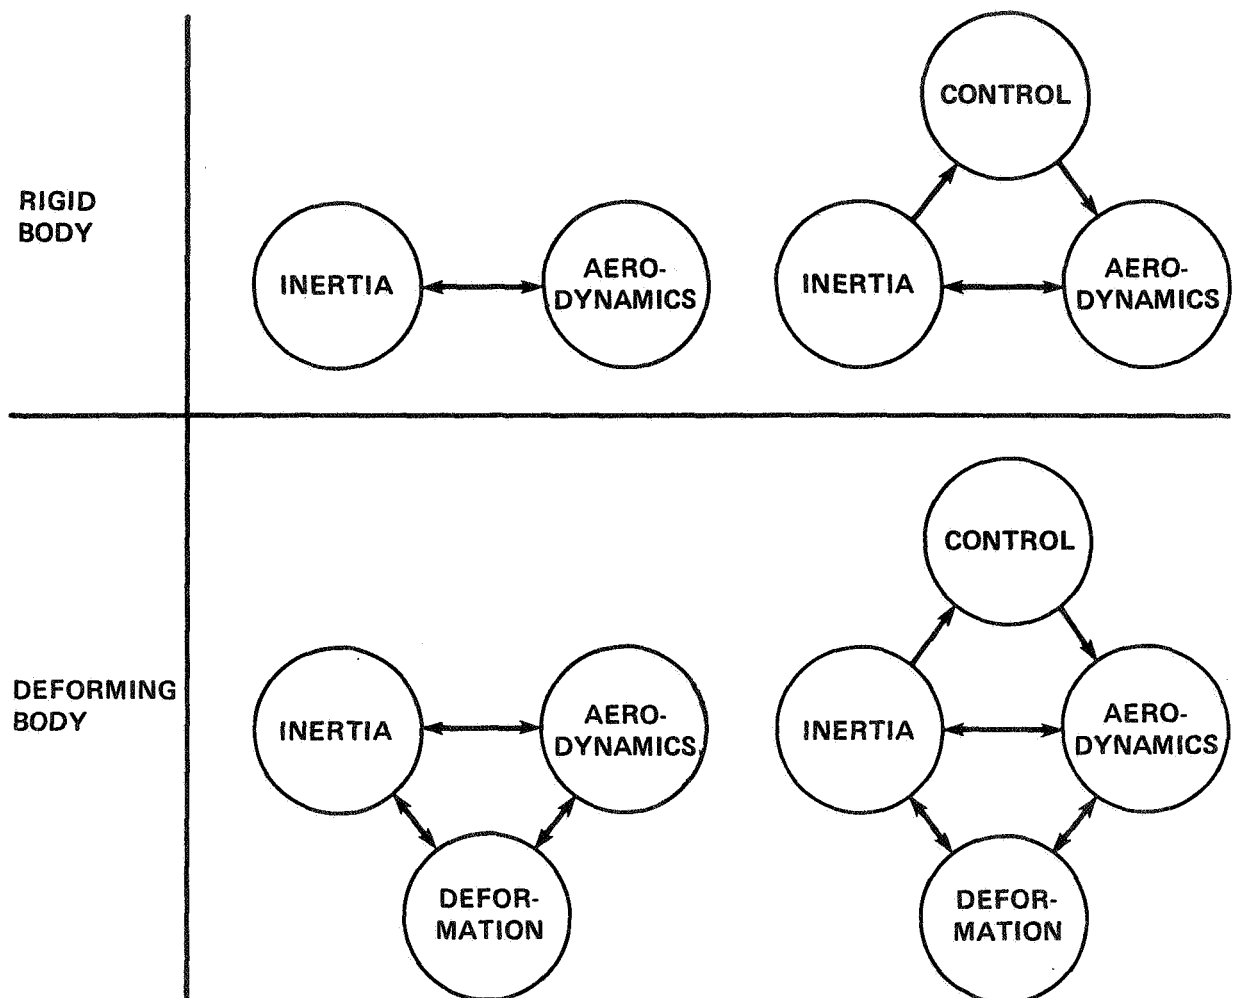 RIGID
BODY
INERTIA
AERO-
DYNAMICS
CONTROL
INERTIA
AERO-
DYNAMICS
DEFORMING
BODY
INERTIA
AERO-
DYNAMICS
DEFOR-
MATION
CONTROL
INERTIA
AERO-
DYNAMICS
DEFOR-
MATION